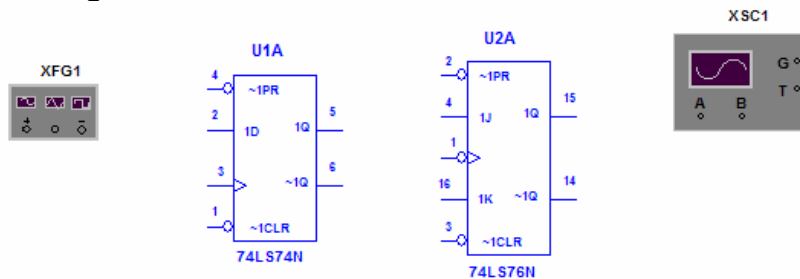 XFG1
+
-
U1A
4
~1PR
2
1D
1Q
5
3
~1Q
6
1
~1CLR
74LS74N
U2A
2
~1PR
4
1J
1Q
15
1
16
1K
~1Q
14
3
~1CLR
74LS76N
XSC1
G
T
A B